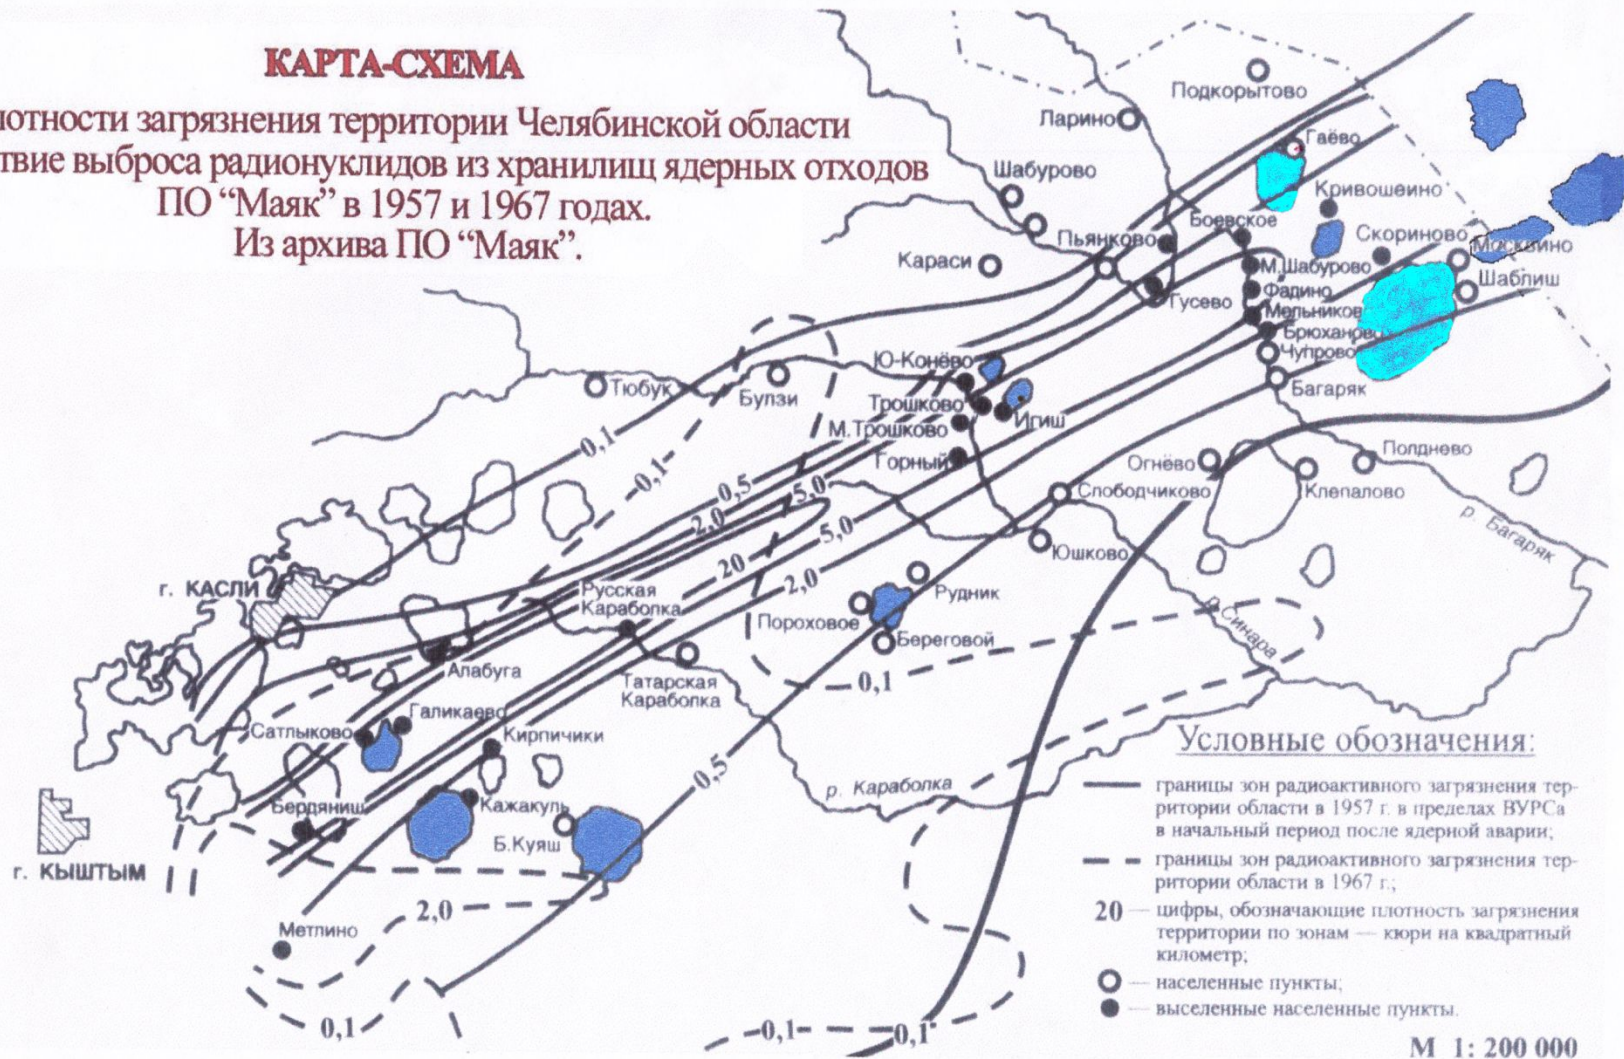 КАРТА-СХЕМА
лотности загрязнения территории Челябинской области
твие выброса радионуклидов из хранилищ ядерных отходов
ПО “Маяк” в 1957 и 1967 годах.
Из архива ПО “Маяк”.
Подкорытово
Ларино
Гаёво
Шабурово
Кривошеино
Боевское
Пьянково
Скориново
Москвино
Караси
М.Шабурово
Шаблиш
Фадино
Гусево
Мельников
Брюханово
Чупрово
Ю-Конёво
Тюбук
Булзи
Багаряк
Трошково
Игиш
М.Трошково
0,1
Горный
Огнёво
Полднево
0,1
0,5
5,0
Слободчиково
Клепалово
2,0
5,0
р. Багаряк
Юшково
20
2,0
г. КАСЛИ
Русская
Караболка
Рудник
Пороховое
Береговой
р.Синара
Алабуга
Татарская
Караболка
0,1
Галикаево
Сатлыково
Кирпичики
0,5
р. Караболка
Бердяниш
Кажакуль
Б.Куяш
г. КЫШТЫМ
2,0
Метлино
0,1
0,1
0,1
Условные обозначения:
границы зон радиоактивного загрязнения тер-
ритории области в 1957 г. в пределах ВУРСа
в начальный период после ядерной аварии;
границы зон радиоактивного загрязнения тер-
ритории области в 1967 г.;
20 — цифры, обозначающие плотность загрязнения
территории по зонам — кюри на квадратный
километр;
— населенные пункты;
— выселенные населенные пункты.
М 1: 200 000